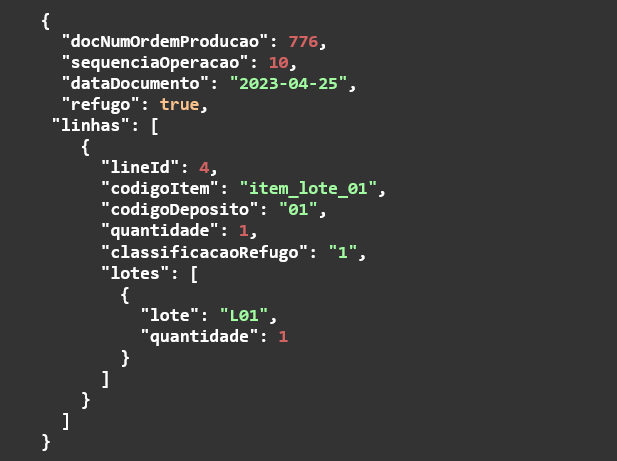 {
"docNumOrdemProducao": 776,
"sequenciaOperacao": 10,
"dataDocumento": "2023-04-25",
"refugo": true,
"linhas": [
{
"lineId": 4,
"codigoItem": "item_lote_01",
"codigoDeposito": "01",
"quantidade": 1,
"classificacaoRefugo": "1",
"lotes": [
{
"lote": "L01",
"quantidade": 1
}
]
}
]
}